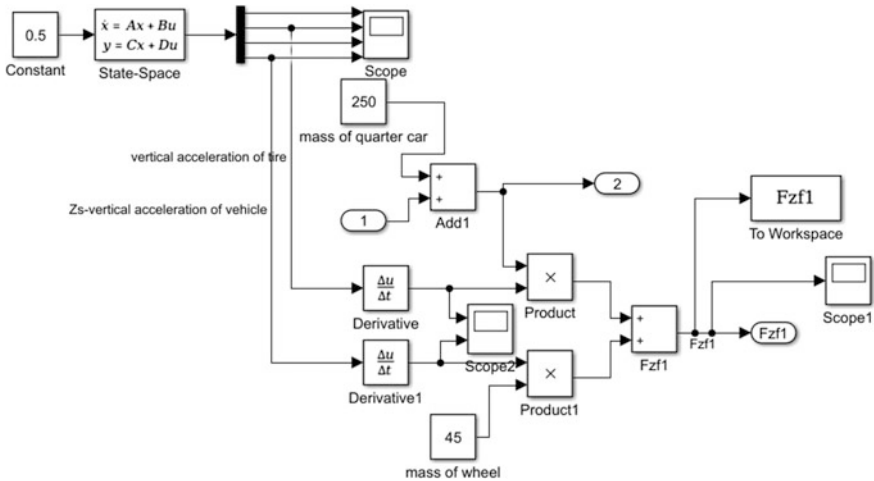 0.5
Constant
ẋ = Ax + Bu
y = Cx + Du
State-Space
Scope
250
mass of quarter car
vertical acceleration of tire
Zs-vertical acceleration of vehicle
+
+
Add1
1
2
Fzf1
To Workspace
Δu
Δt
Derivative
×
Product
Scope2
+
+
Fzf1
Fzf1
Fzf1
Scope1
Δu
Δt
Derivative1
×
Product1
45
mass of wheel